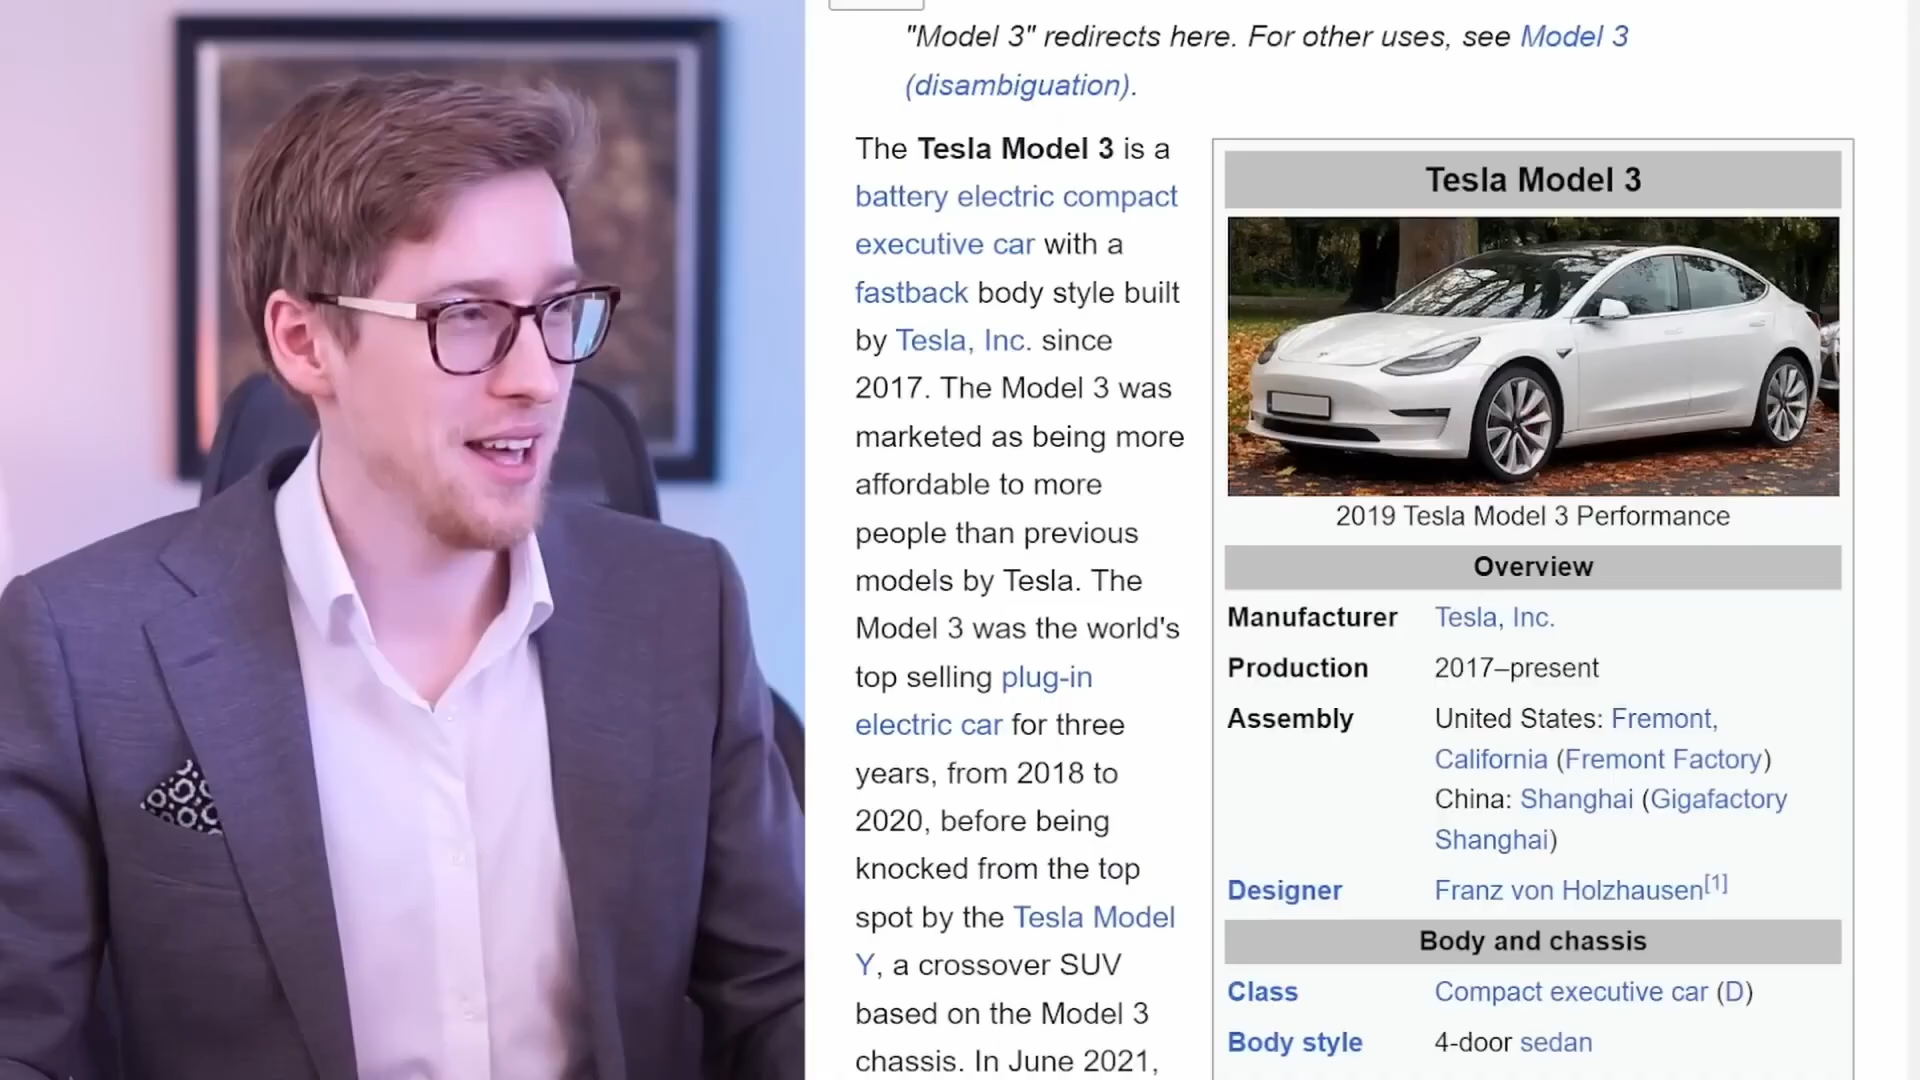 "Model 3" redirects here. For other uses, see Model 3
(disambiguation).
The Tesla Model 3 is a
battery electric compact
executive car with a
fastback body style built
by Tesla, Inc. since
2017. The Model 3 was
marketed as being more
affordable to more
people than previous
models by Tesla. The
Model 3 was the world's
top selling plug-in
electric car for three
years, from 2018 to
2020, before being
knocked from the top
spot by the Tesla Model
Y, a crossover SUV
based on the Model 3
chassis. In June 2021,
Tesla Model 3
2019 Tesla Model 3 Performance
Overview
Manufacturer Tesla, Inc.
Production 2017–present
Assembly United States: Fremont,
California (Fremont Factory)
China: Shanghai (Gigafactory
Shanghai)
Designer Franz von Holzhausen[1]
Body and chassis
Class Compact executive car (D)
Body style 4-door sedan